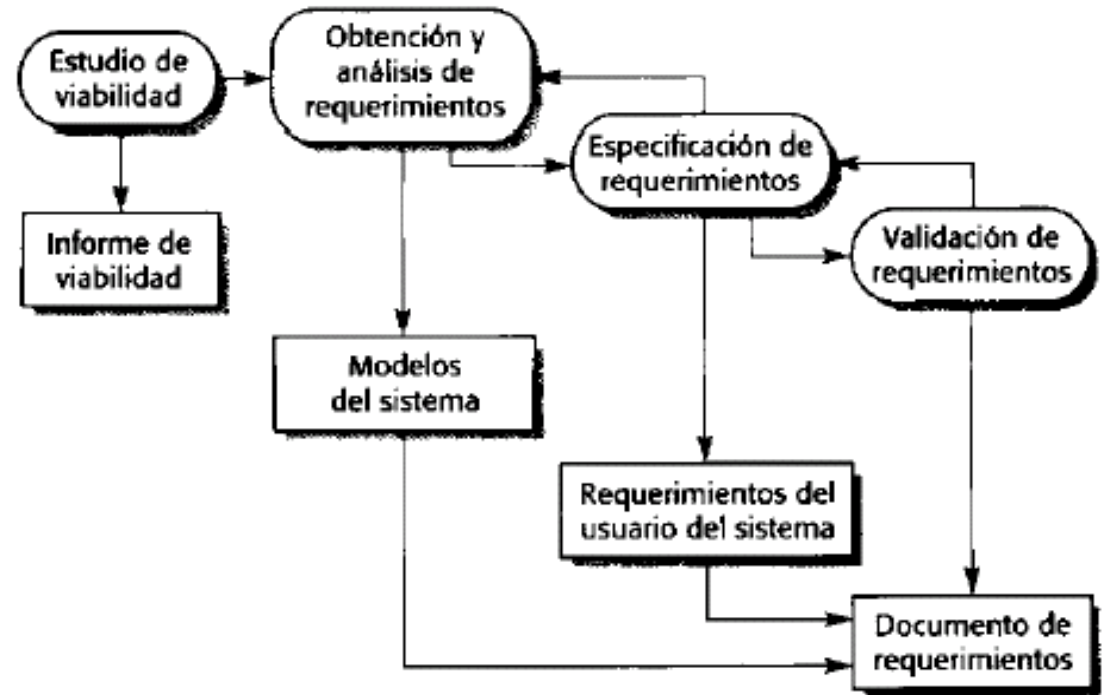 Estudio de
viabilidad
Obtención y
análisis de
requerimientos
Especificación de
requerimientos
Validación de
requerimientos
Informe de
viabilidad
Modelos
del sistema
Requerimientos del
usuario del sistema
Documento de
requerimientos